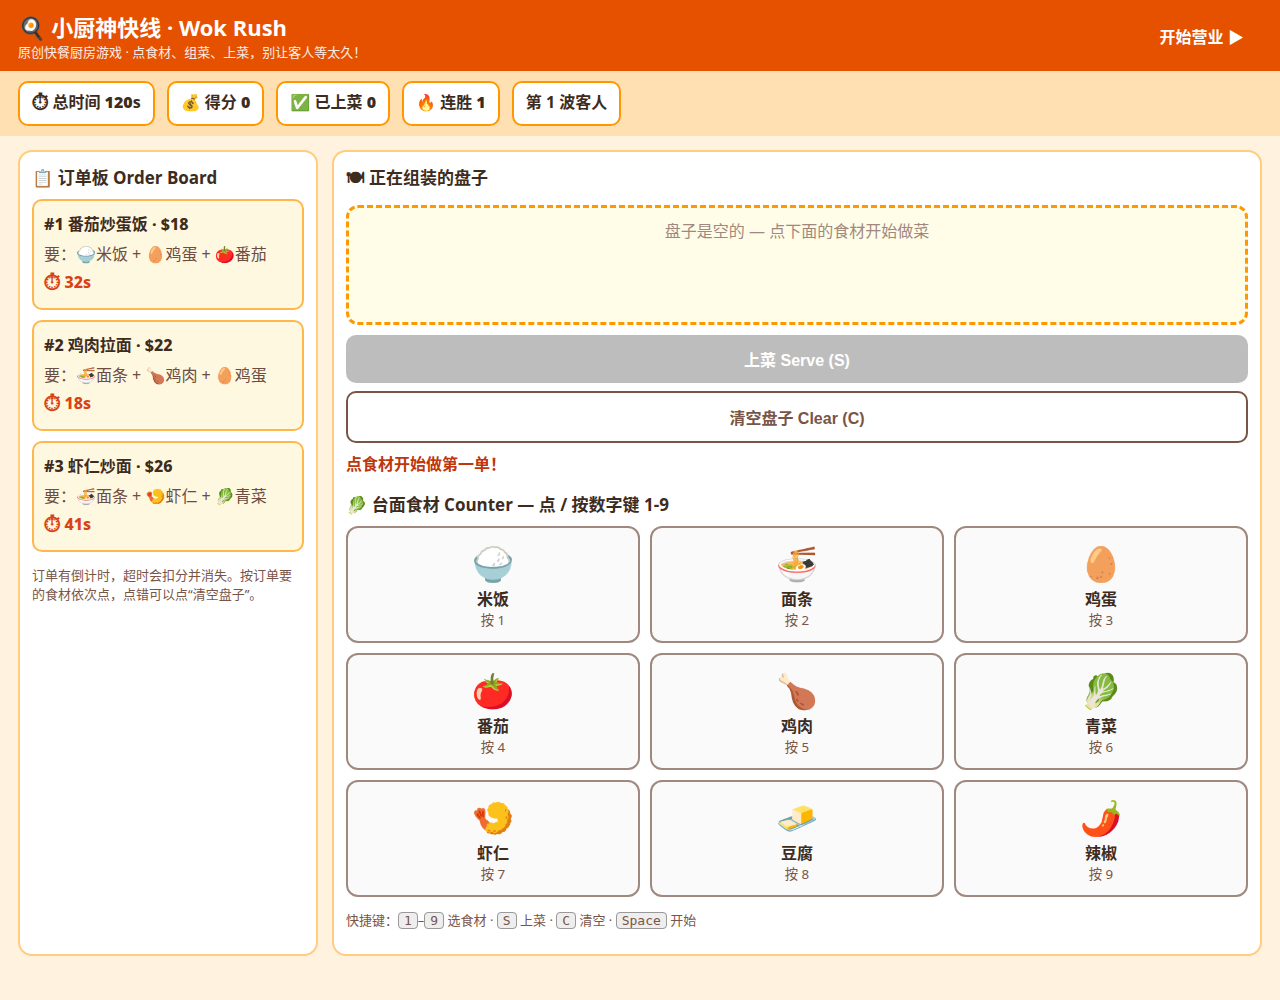 小厨神快线 · Wok Rush
原创快餐厨房游戏 · 点食材、组菜、上菜，别让客人等太久！
开始营业 ▶
⏱ 总时间 120s
💰 得分 0
✅ 已上菜 0
🔥 连胜 1
第 1 波客人
📋 订单板 Order Board
#1 番茄炒蛋饭 · $18
要：🍚米饭 + 🥚鸡蛋 + 🍅番茄
⏱ 32s
#2 鸡肉拉面 · $22
要：🍜面条 + 🍗鸡肉 + 🥚鸡蛋
⏱ 18s
#3 虾仁炒面 · $26
要：🍜面条 + 🍤虾仁 + 🥬青菜
⏱ 41s
订单有倒计时，超时会扣分并消失。按订单要
的食材依次点，点错可以点“清空盘子”。
🍽 正在组装的盘子
盘子是空的 — 点下面的食材开始做菜
上菜 Serve (S)
清空盘子 Clear (C)
点食材开始做第一单！
🥬 台面食材 Counter — 点 / 按数字键 1-9
米饭
按 1
面条
按 2
鸡蛋
按 3
番茄
按 4
鸡肉
按 5
青菜
按 6
虾仁
按 7
豆腐
按 8
辣椒
按 9
快捷键：1–9 选食材 · S 上菜 · C 清空 · Space 开始